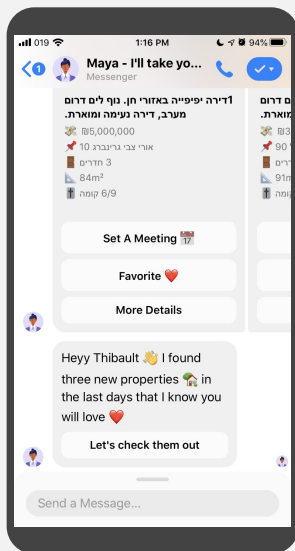 019 1:16 PM 94%
1 Maya - I'll take yo...
Messenger
1דירה יפיפייה באזורי חן. נוף לים דרום
מערב, דירה נעימה ומוארת.
₪5,000,000
אורי צבי גרינברג 10
3 חדרים
84m²
6/9 קומה
Set A Meeting
Favorite
More Details
Heyy Thibault 👋 I found
three new properties 🏡 in
the last days that I know you
will love ❤️
Let's check them out
Send a Message...